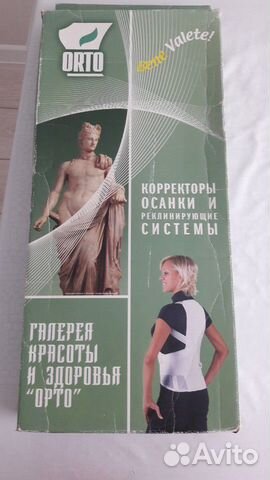 ORTO
Bene Valete!
КОРРЕКТОРЫ
ОСАНКИ И
РЕКЛИНИРУЮЩИЕ
СИСТЕМЫ
ГАЛЕРЕЯ
КРАСОТЫ
И ЗДОРОВЬЯ
"ОРТО"
Avito